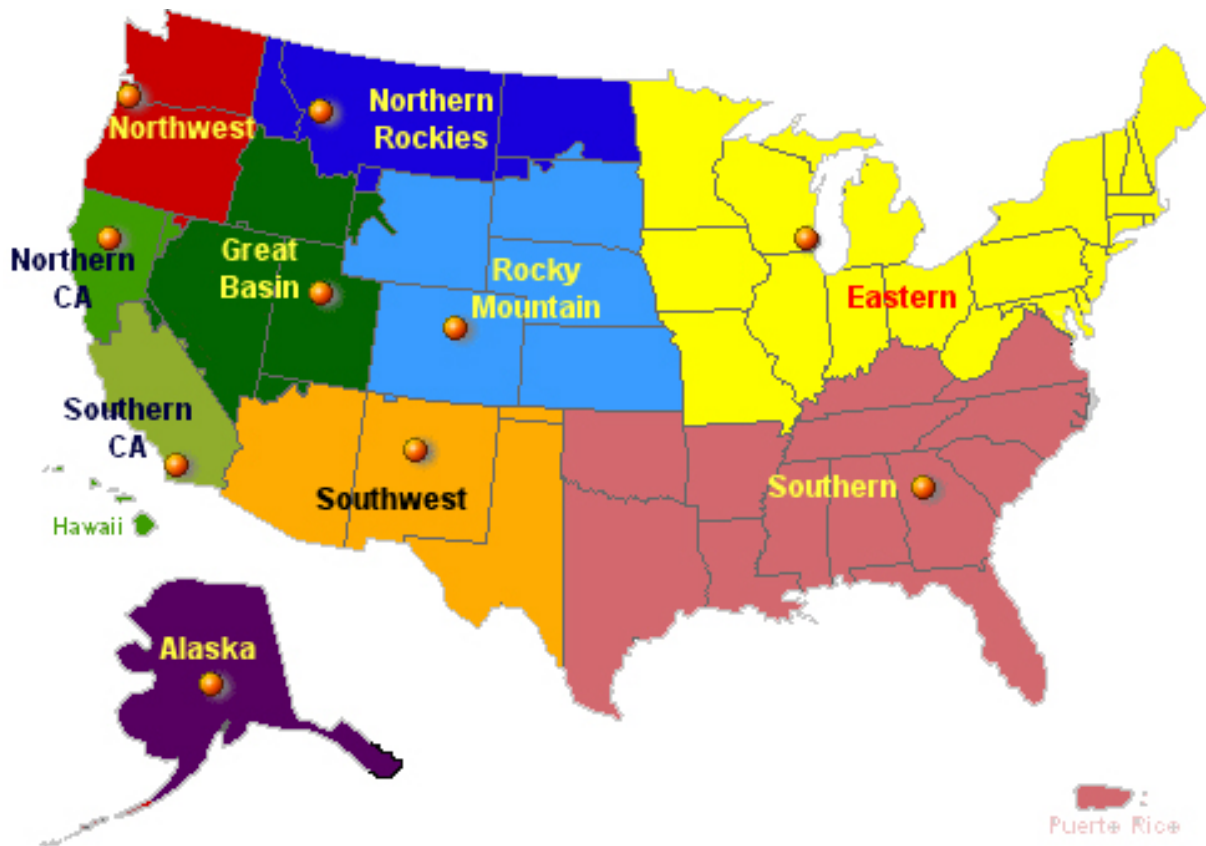 Northern
Rockies
Northwest
Great
Basin
Northern
CA
Rocky
Mountain
Eastern
Southern
CA
Southwest
Southern
Hawaii
Alaska
Puerto Rico